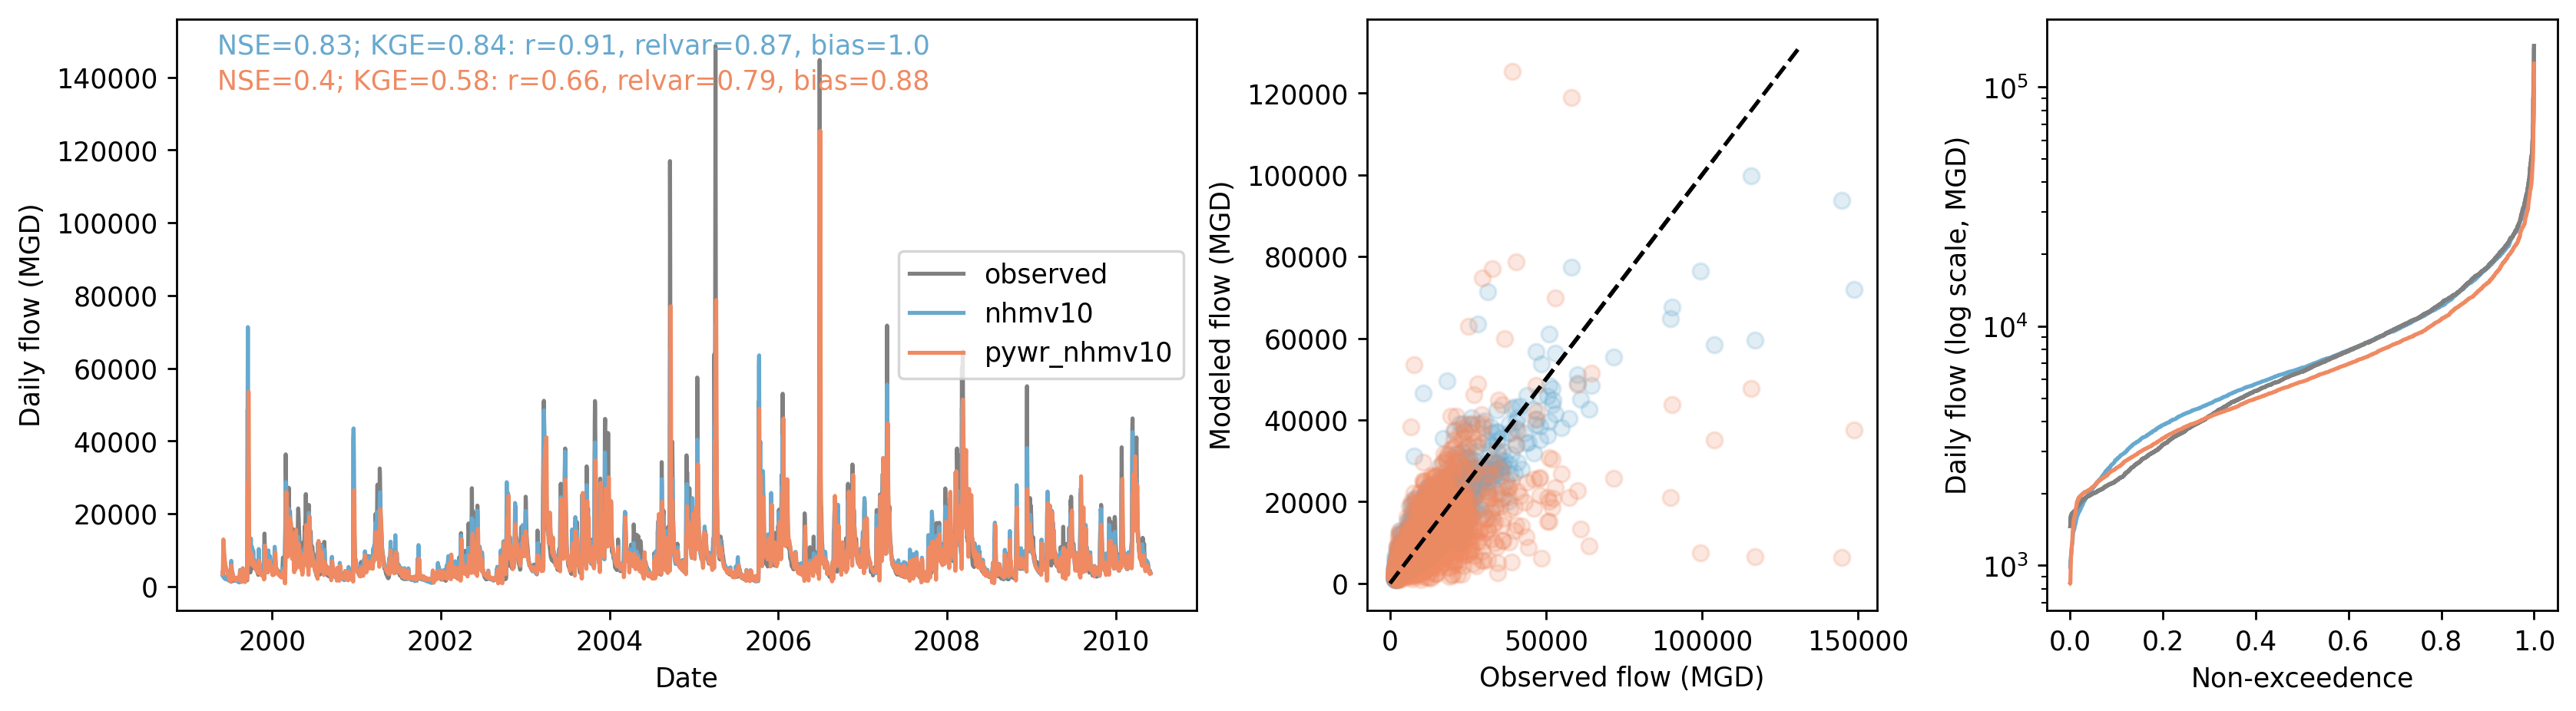 NSE=0.83; KGE=0.84: r=0.91, relvar=0.87, bias=1.0
NSE=0.4; KGE=0.58: r=0.66, relvar=0.79, bias=0.88
Daily flow (MGD)
140000
120000
100000
80000
60000
40000
20000
0
observed
nhmv10
pywr_nhmv10
2000 2002 2004 2006 2008 2010
Date
Modeled flow (MGD)
120000
100000
80000
60000
40000
20000
0
0 50000 100000 150000
Observed flow (MGD)
Daily flow (log scale, MGD)
10⁵
10⁴
10³
0.0 0.2 0.4 0.6 0.8 1.0
Non-exceedence